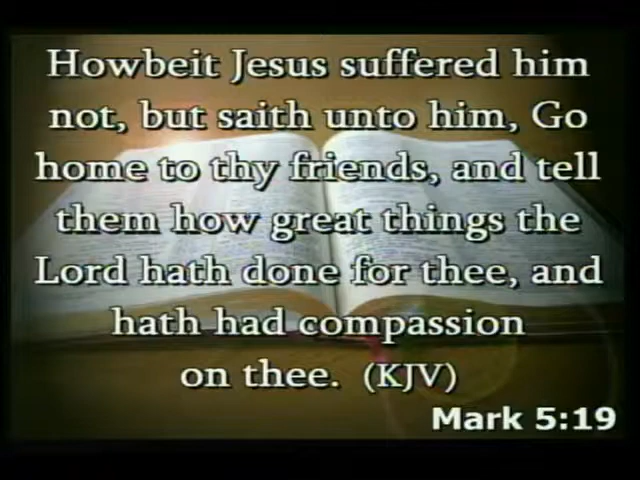 Howbeit Jesus suffered him
not, but saith unto him, Go
home to thy friends, and tell
them how great things the
Lord hath done for thee, and
hath had compassion
on thee. (KJV)
Mark 5:19